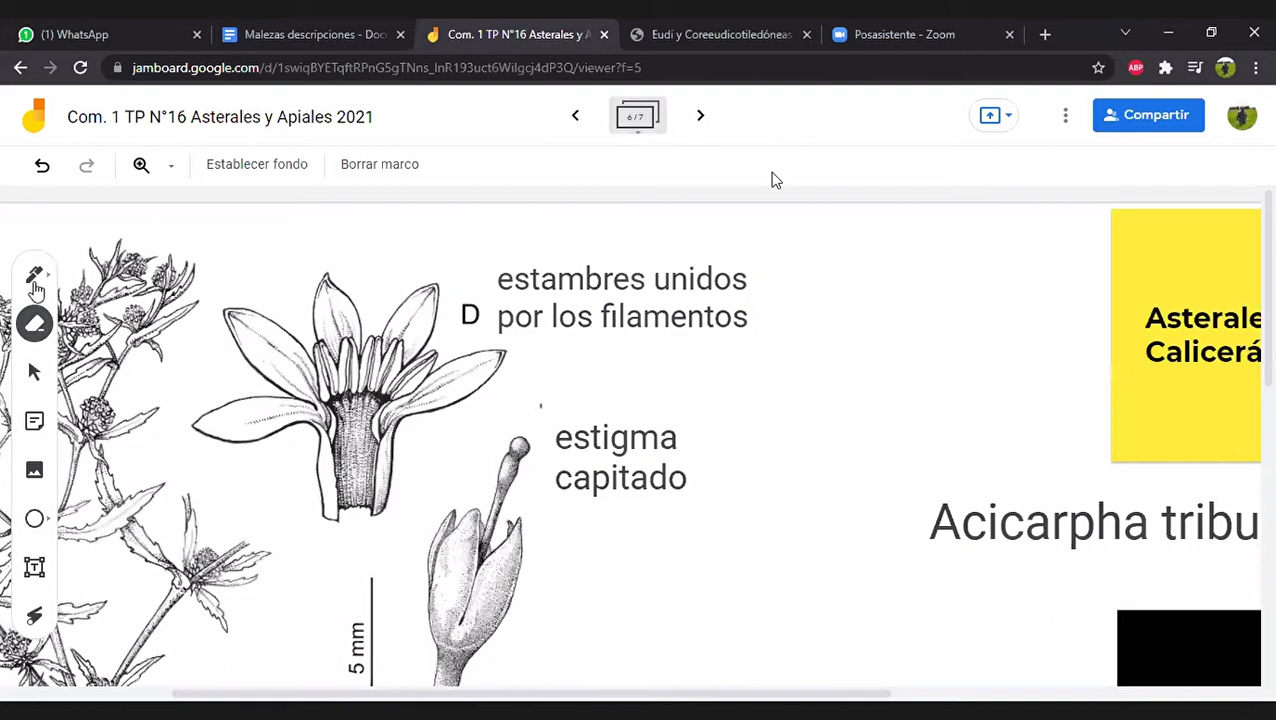 (1) WhatsApp
Malezas descripciones - Doc
Com. 1 TP N°16 Asterales y A
Eudi y Coreeudicotiledóneas
Posasistente - Zoom
jamboard.google.com/d/1swiqBYETqftRPnG5gTNns_lnR193uct6WiIgcj4dP3Q/viewer?f=5
ABP
Com. 1 TP N°16 Asterales y Apiales 2021
6 / 7
Compartir
Establecer fondo
Borrar marco
D
estambres unidos
por los filamentos
Asterale
Calicerá
estigma
capitado
Acicarpha tribu
5 mm